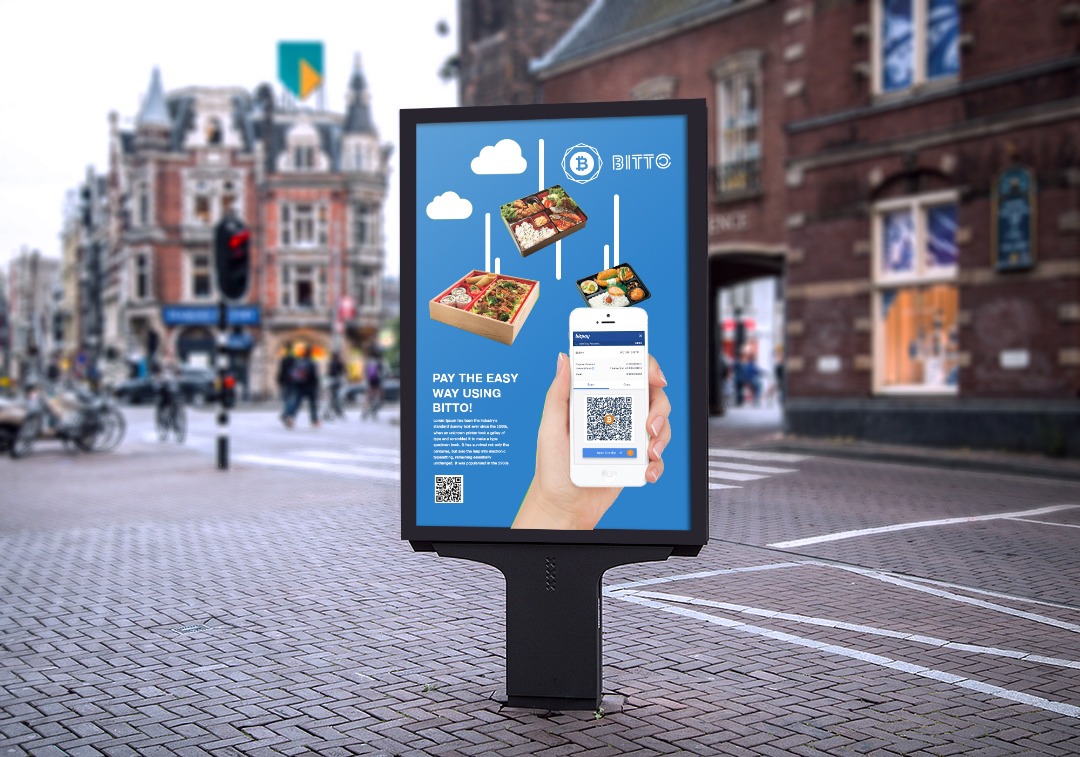 BITTO
ENCE
bitpay
PAY THE EASY
WAY USING
BITTO!
Lorem Ipsum has been the industry's
standard dummy text ever since the 1500s,
when an unknown printer took a galley of
type and scrambled it to make a type
specimen book. It has survived not only five
centuries, but also the leap into electronic
typesetting, remaining essentially
unchanged. It was popularised in the 1960s